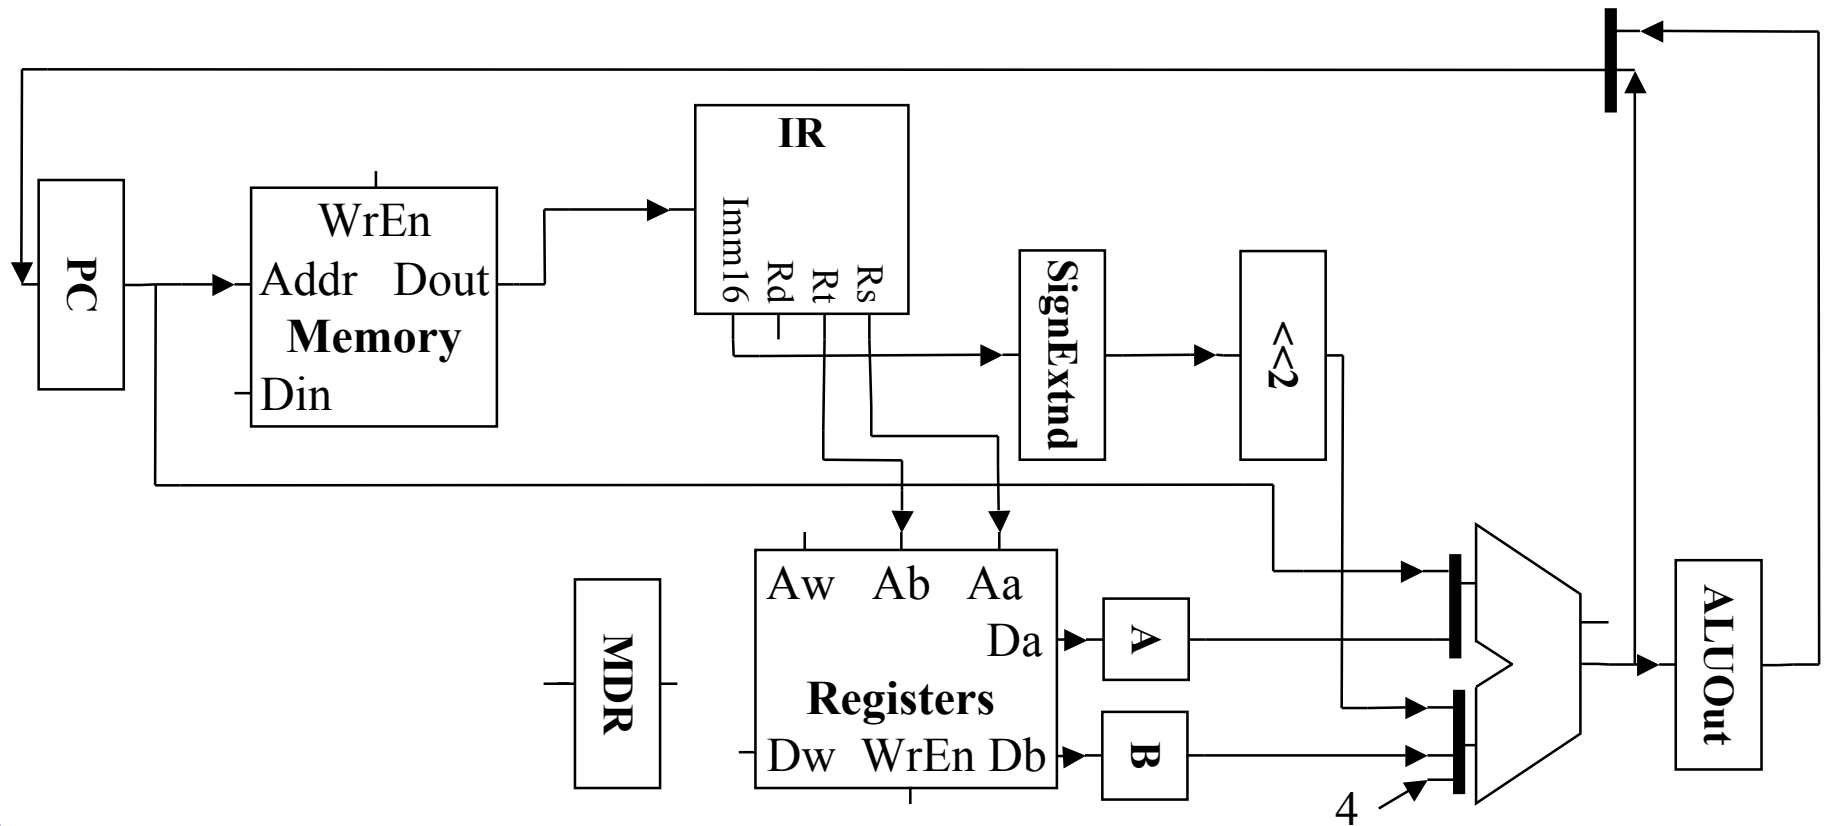 IR
Imm16
Rd
Rt
Rs
PC
WrEn
Addr Dout
Memory
Din
SignExtnd
<<2
Aw Ab Aa
Da
Registers
Dw WrEn Db
MDR
A
B
4
ALUOut